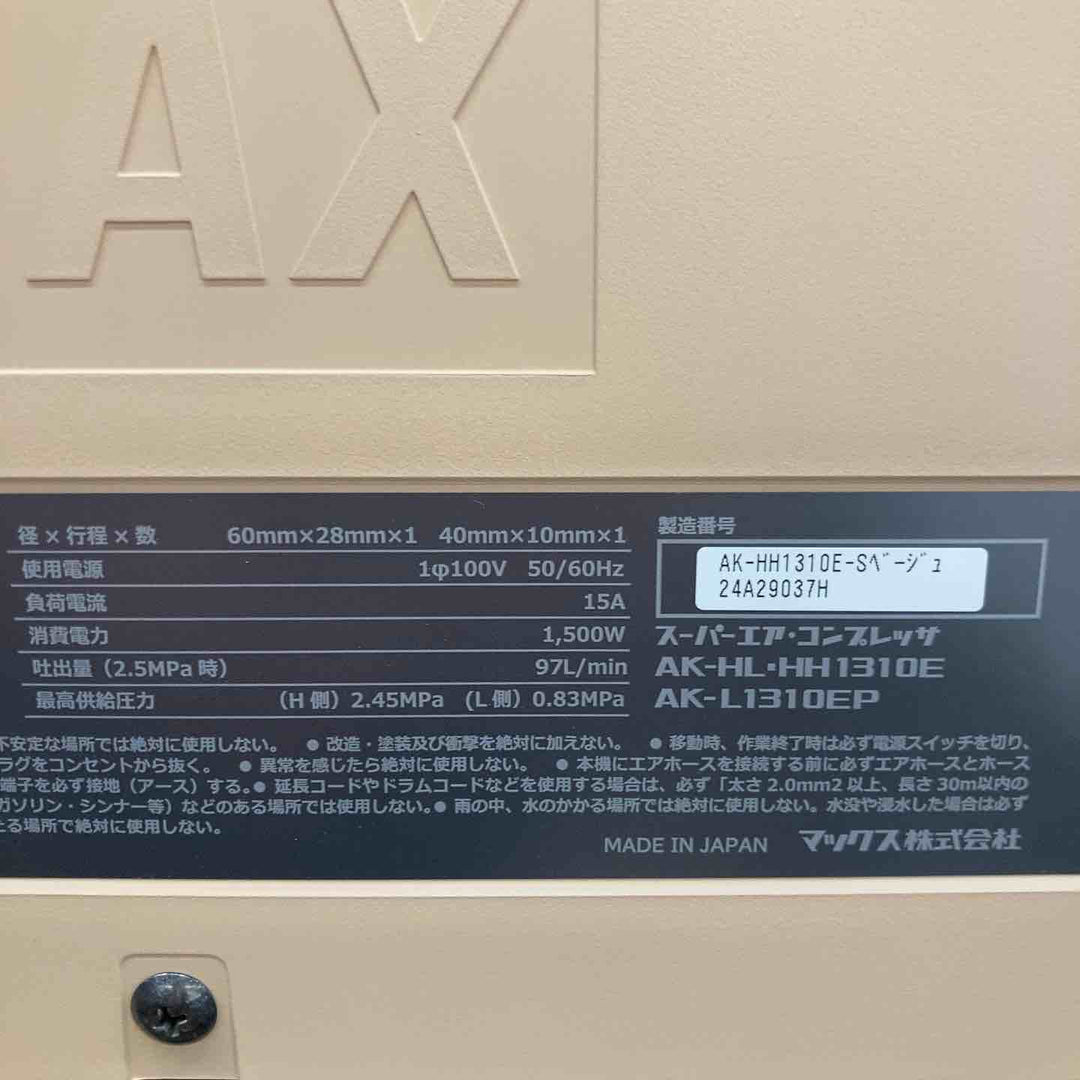 AX
径×行程×数 60mm×28mm×1 40mm×10mm×1
使用電源 1φ100V 50/60Hz
負荷電流 15A
消費電力 1,500W
吐出量（2.5MPa時） 97L/min
最高供給圧力 （H側）2.45MPa （L側）0.83MPa
製造番号
AK-HH1310E-Sﾍﾞｰｼﾞｭ
24A29037H
スーパーエア・コンプレッサ
AK-HL・HH1310E
AK-L1310EP
不安定な場所では絶対に使用しない。 ● 改造・塗装及び衝撃を絶対に加えない。 ● 移動時、作業終了時は必ず電源スイッチを切り、
ラグをコンセントから抜く。 ● 異常を感じたら絶対に使用しない。 ● 本機にエアホースを接続する前に必ずエアホースとホース
端子を必ず接地（アース）する。● 延長コードやドラムコードなどを使用する場合は、必ず「太さ2.0mm2以上、長さ30m以内の
ガソリン・シンナー等）などのある場所では使用しない。● 雨の中、水のかかる場所では絶対に使用しない。水没や浸水した場合は必ず
たる場所で絶対に使用しない。
MADE IN JAPAN マックス株式会社